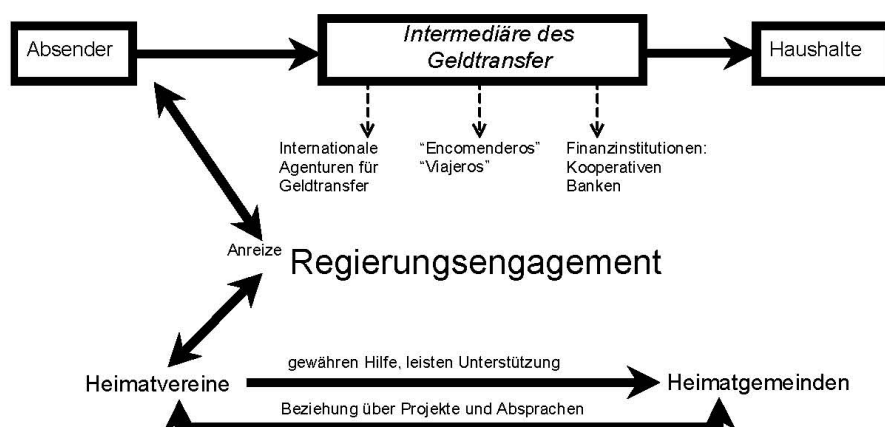 Absender
Intermediäre des
Geldtransfer
Haushalte
Internationale
Agenturen für
Geldtransfer
"Encomenderos"
"Viajeros"
Finanzinstitutionen:
Kooperativen
Banken
Anreize
Regierungsengagement
gewähren Hilfe, leisten Unterstützung
Heimatvereine
Heimatgemeinden
Beziehung über Projekte und Absprachen